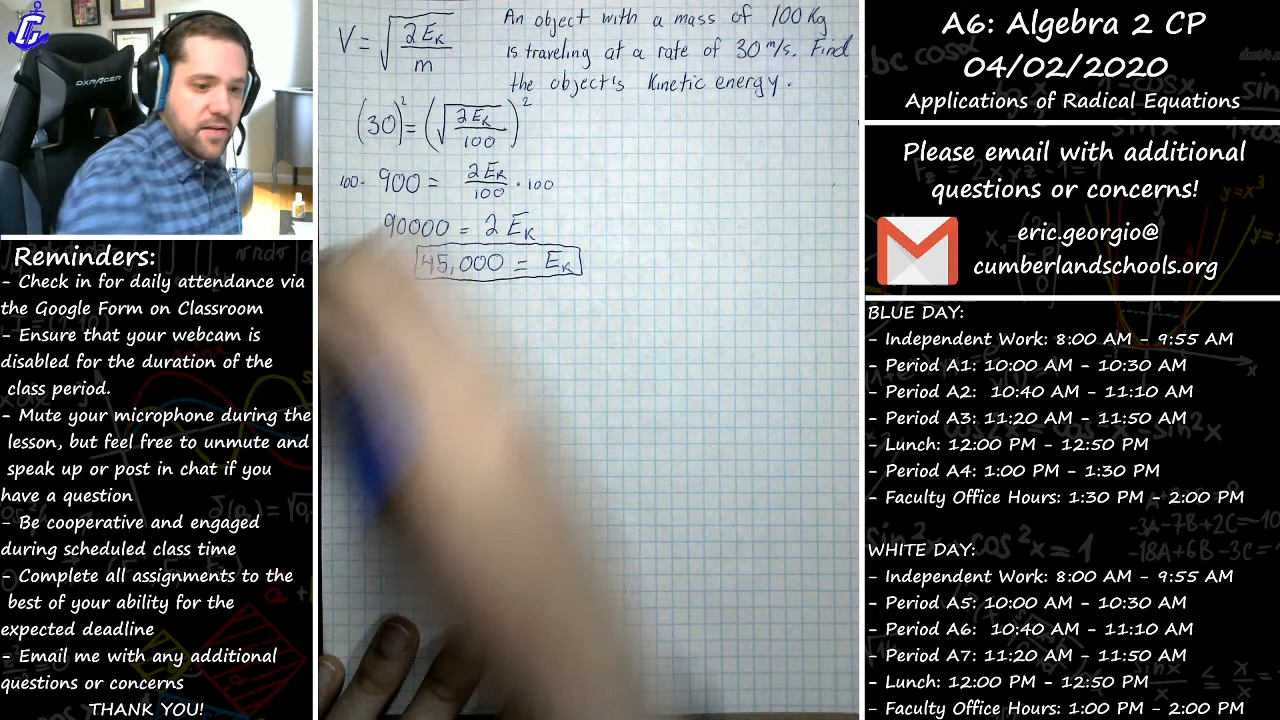 DXRACER
V = √(2 E_K / m)
An object with a mass of 100 Kg
is traveling at a rate of 30 m/s. Find
the object's kinetic energy.
(30)² = (√(2 E_K / 100))²
100 · 900 = 2 E_K / 100 · 100
90000 = 2 E_K
45,000 = E_K
Reminders:
- Check in for daily attendance via
the Google Form on Classroom
- Ensure that your webcam is
disabled for the duration of the
class period.
- Mute your microphone during the
lesson, but feel free to unmute and
speak up or post in chat if you
have a question
- Be cooperative and engaged
during scheduled class time
- Complete all assignments to the
best of your ability for the
expected deadline
- Email me with any additional
questions or concerns
THANK YOU!
A6: Algebra 2 CP
04/02/2020
Applications of Radical Equations
Please email with additional
questions or concerns!
eric.georgio@
cumberlandschools.org
BLUE DAY:
- Independent Work: 8:00 AM - 9:55 AM
- Period A1: 10:00 AM - 10:30 AM
- Period A2: 10:40 AM - 11:10 AM
- Period A3: 11:20 AM - 11:50 AM
- Lunch: 12:00 PM - 12:50 PM
- Period A4: 1:00 PM - 1:30 PM
- Faculty Office Hours: 1:30 PM - 2:00 PM
WHITE DAY:
- Independent Work: 8:00 AM - 9:55 AM
- Period A5: 10:00 AM - 10:30 AM
- Period A6: 10:40 AM - 11:10 AM
- Period A7: 11:20 AM - 11:50 AM
- Lunch: 12:00 PM - 12:50 PM
- Faculty Office Hours: 1:00 PM - 2:00 PM